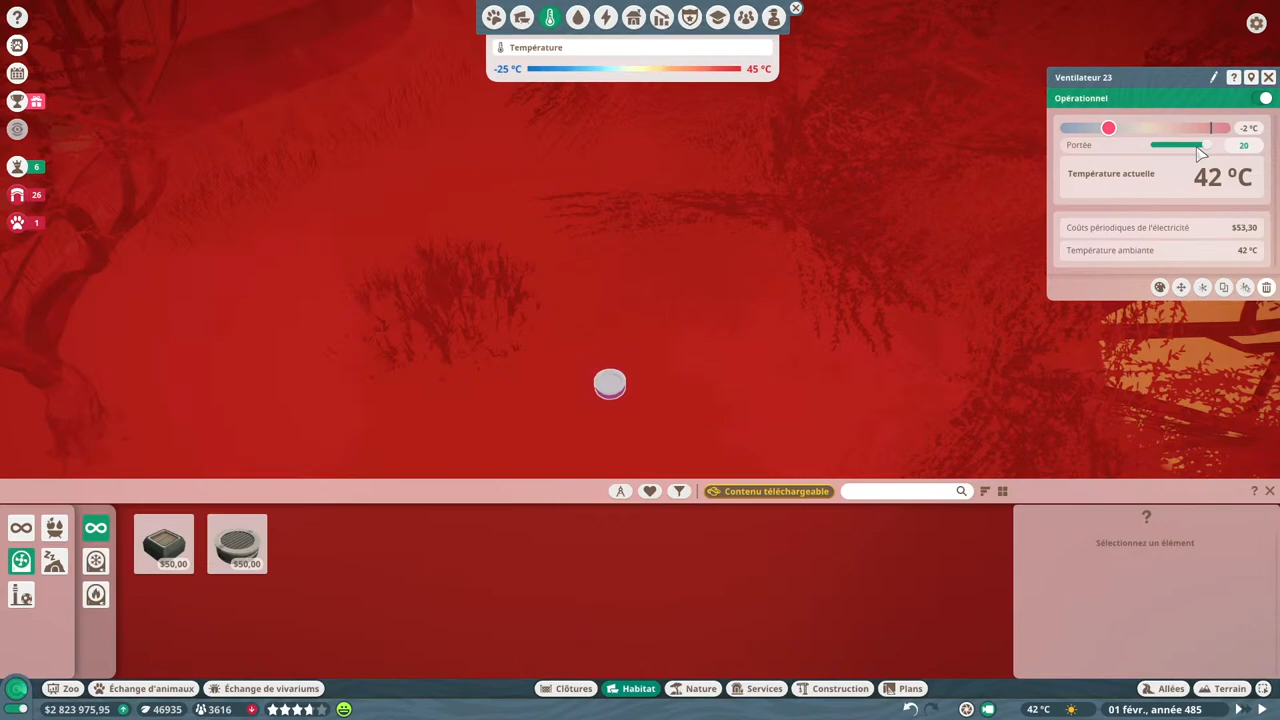 Température
-25 °C
45 °C
6
26
1
Ventilateur 23
?
Opérationnel
-2 °C
Portée
20
Température actuelle
42 °C
Coûts périodiques de l'électricité
$53,30
Température ambiante
42 °C
Contenu téléchargeable
?
$50,00
$50,00
?
Sélectionnez un élément
Zoo
Échange d'animaux
Échange de vivariums
Clôtures
Habitat
Nature
Services
Construction
Plans
Allées
Terrain
$2 823 975,95
46935
3616
42 °C
01 févr., année 485